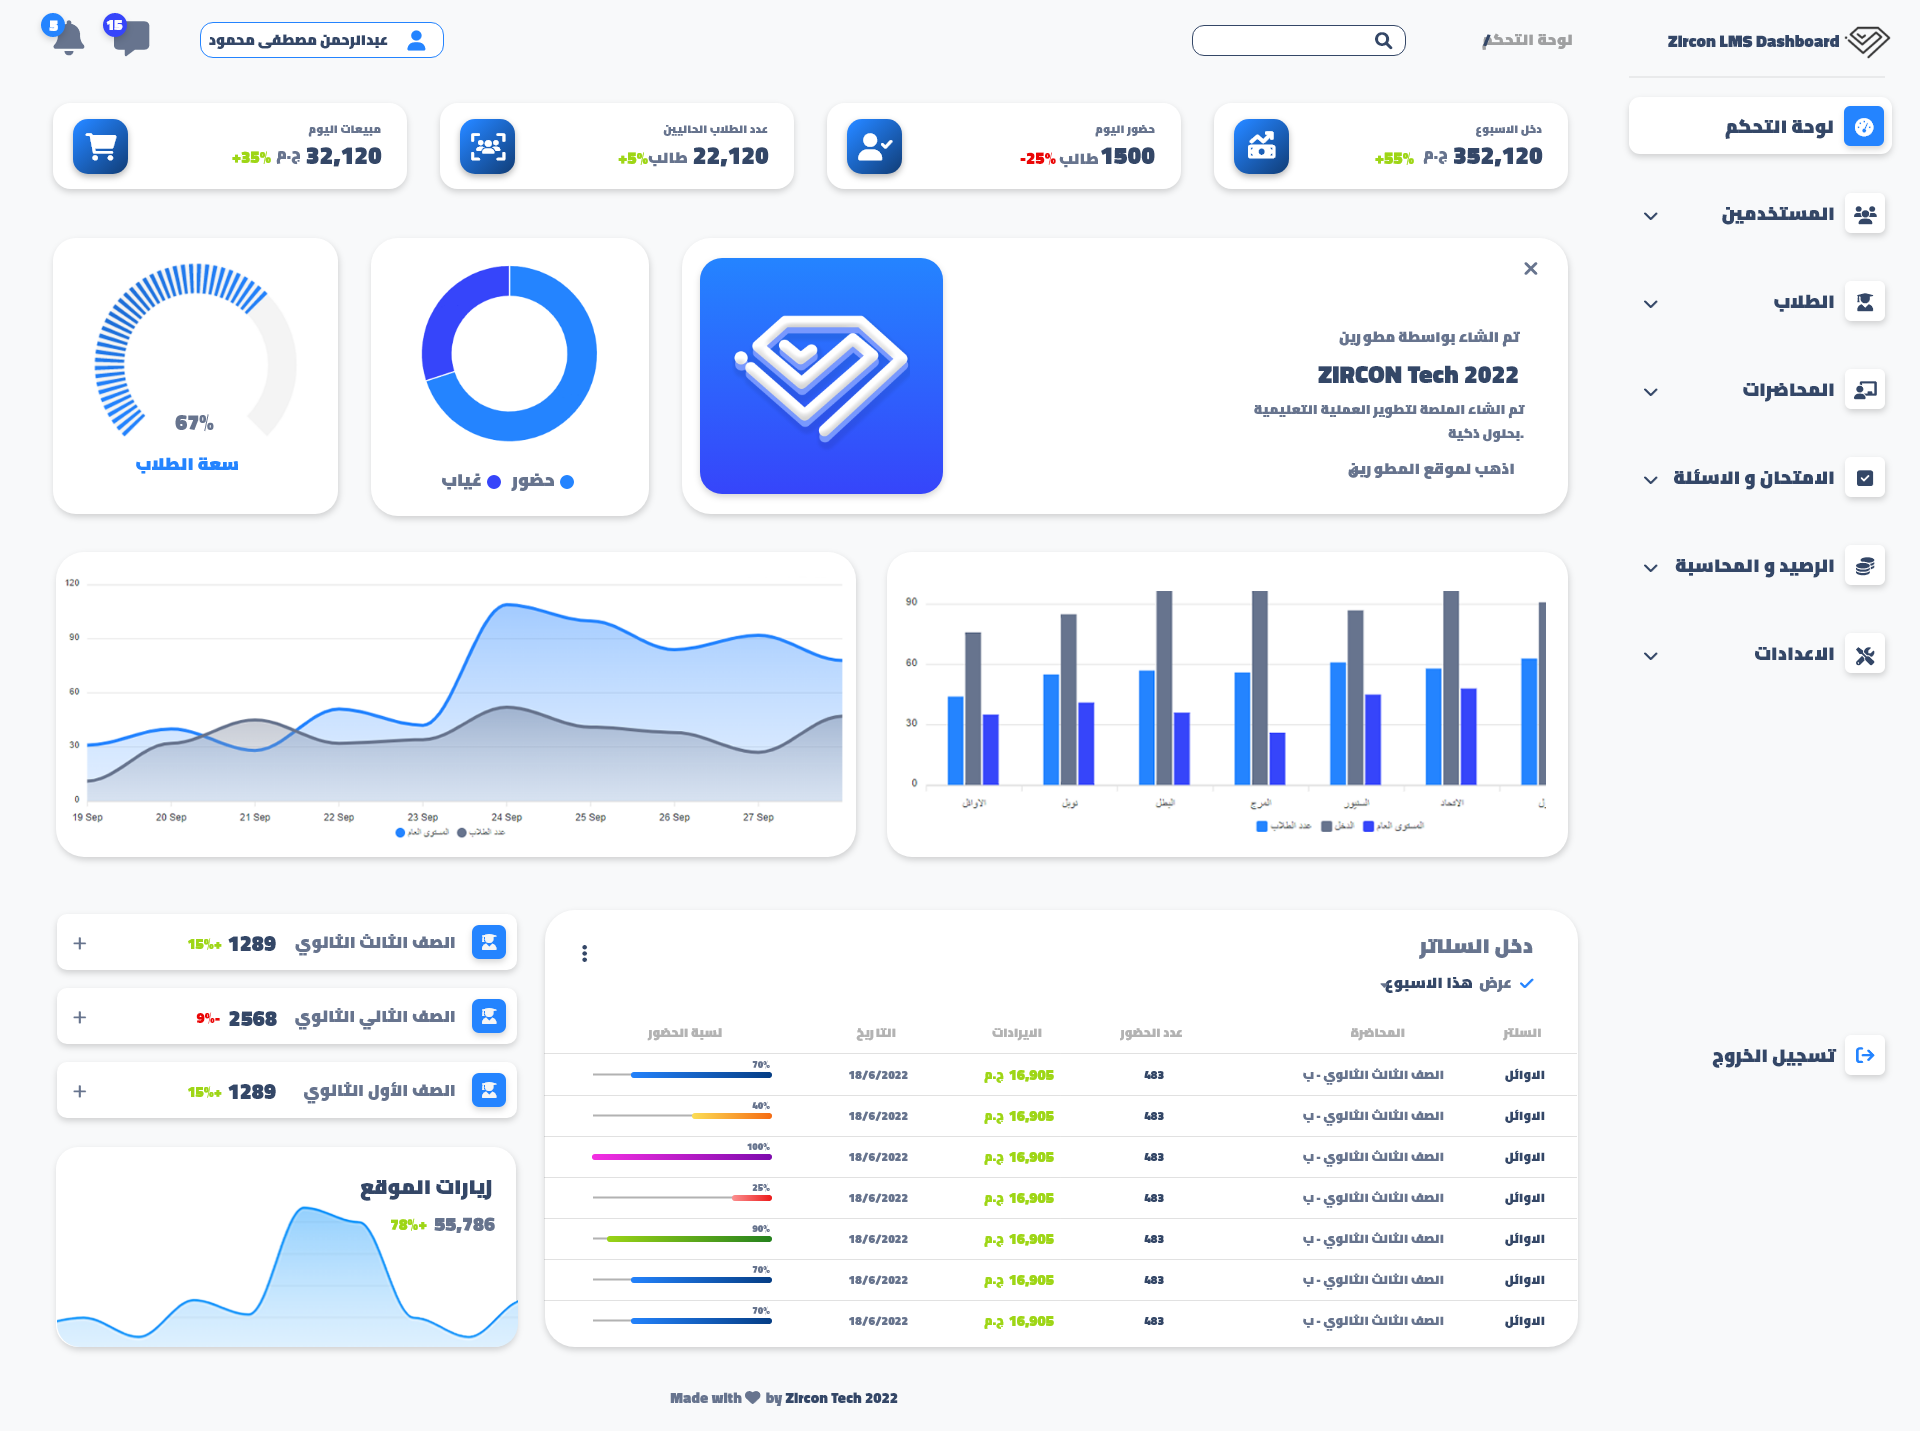 Zircon LMS Dashboard
لوحة التحكم /
عبدالرحمن مصطفى محمود
15
5
لوحة التحكم
المستخدمين
الطلاب
المحاضرات
الامتحان و الاسئلة
الرصيد و المحاسبة
الاعدادات
تسجيل الخروج
دخل الاسبوع
352,120 ج.م +55%
حضور اليوم
1500 طالب -25%
عدد الطلاب الحاليين
22,120 طالب +5%
مبيعات اليوم
32,120 ج.م +35%
تم انشاء بواسطة مطورين
ZIRCON Tech 2022
تم انشاء المنصة لتطوير العملية التعليمية
بحلول ذكية.
اذهب لموقع المطورين
حضور
غياب
67%
سعة الطلاب
90
60
30
0
الاوائل
نوبل
البطل
المرج
السنيور
الاتحاد
عدد الطلاب
الدخل
المستوى العام
120
90
60
30
0
19 Sep
20 Sep
21 Sep
22 Sep
23 Sep
24 Sep
25 Sep
26 Sep
27 Sep
المستوى العام
عدد الطلاب
دخل السناتر
عرض هذا الاسبوع
السنتر المحاضرة عدد الحضور الايرادات التاريخ نسبة الحضور
الاوائل الصف الثالث الثانوي - ب 483 16,905 ج.م 18/6/2022 70%
الاوائل الصف الثالث الثانوي - ب 483 16,905 ج.م 18/6/2022 40%
الاوائل الصف الثالث الثانوي - ب 483 16,905 ج.م 18/6/2022 100%
الاوائل الصف الثالث الثانوي - ب 483 16,905 ج.م 18/6/2022 25%
الاوائل الصف الثالث الثانوي - ب 483 16,905 ج.م 18/6/2022 90%
الاوائل الصف الثالث الثانوي - ب 483 16,905 ج.م 18/6/2022 70%
الاوائل الصف الثالث الثانوي - ب 483 16,905 ج.م 18/6/2022 70%
الصف الثالث الثانوي 1289 +15%
الصف الثاني الثانوي 2568 -9%
الصف الأول الثانوي 1289 +15%
زيارات الموقع
55,786 +78%
Made with ♥ by Zircon Tech 2022